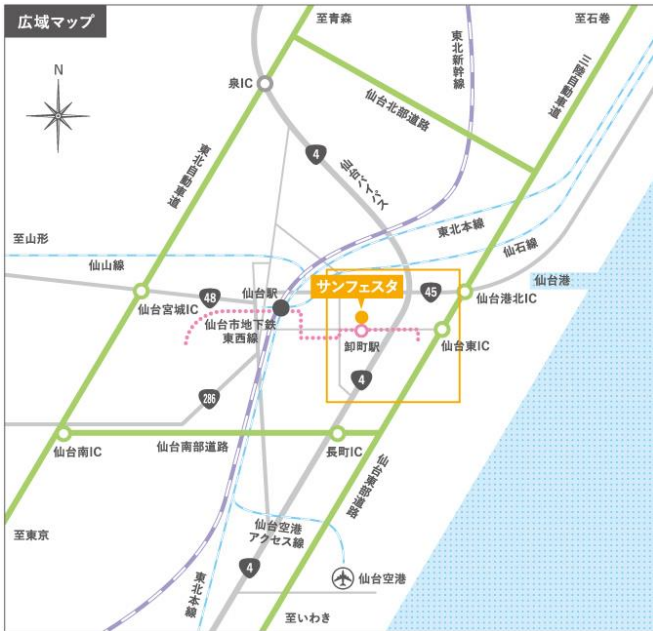 広域マップ
至青森
至石巻
N
泉IC
東北新幹線
三陸自動車道
仙台北部道路
4
仙台バイパス
東北自動車道
東北本線
仙石線
至山形
仙山線
仙台港
仙台駅
サンフェスタ
48
45
仙台港北IC
仙台宮城IC
仙台市地下鉄
東西線
卸町駅
仙台東IC
4
286
仙台南IC
仙台南部道路
長町IC
仙台東部道路
至東京
仙台空港
アクセス線
4
仙台空港
東北本線
至いわき